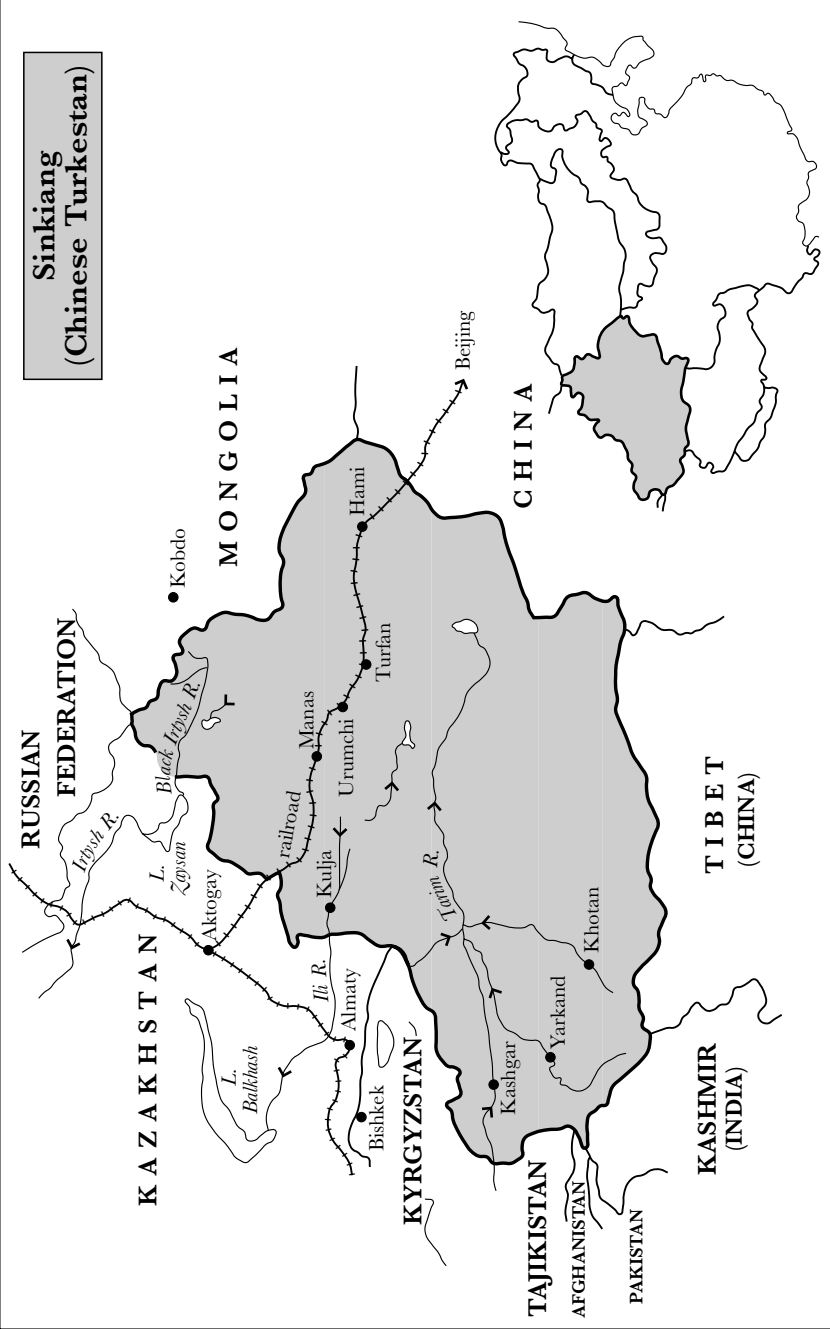 Sinkiang
(Chinese Turkestan)
RUSSIAN
FEDERATION
Irtysh R.
Black Irtysh R.
L.
Zaysan
Kobdo
MONGOLIA
KAZAKHSTAN
Aktogay
railroad
Manas
Urumchi
Turfan
Hami
Beijing
CHINA
L.
Balkhash
Ili R.
Kulja
Almaty
Bishkek
KYRGYZSTAN
Tarim R.
Kashgar
Yarkand
Khotan
TAJIKISTAN
AFGHANISTAN
PAKISTAN
KASHMIR
(INDIA)
TIBET
(CHINA)